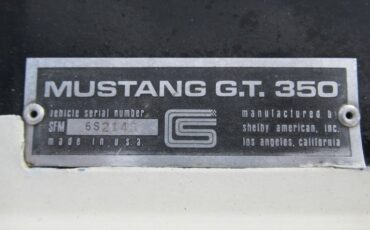 MUSTANG G.T. 350
vehicle serial number
SFM
made in u.s.a.
manufactured by
shelby american, inc.
los angeles, california